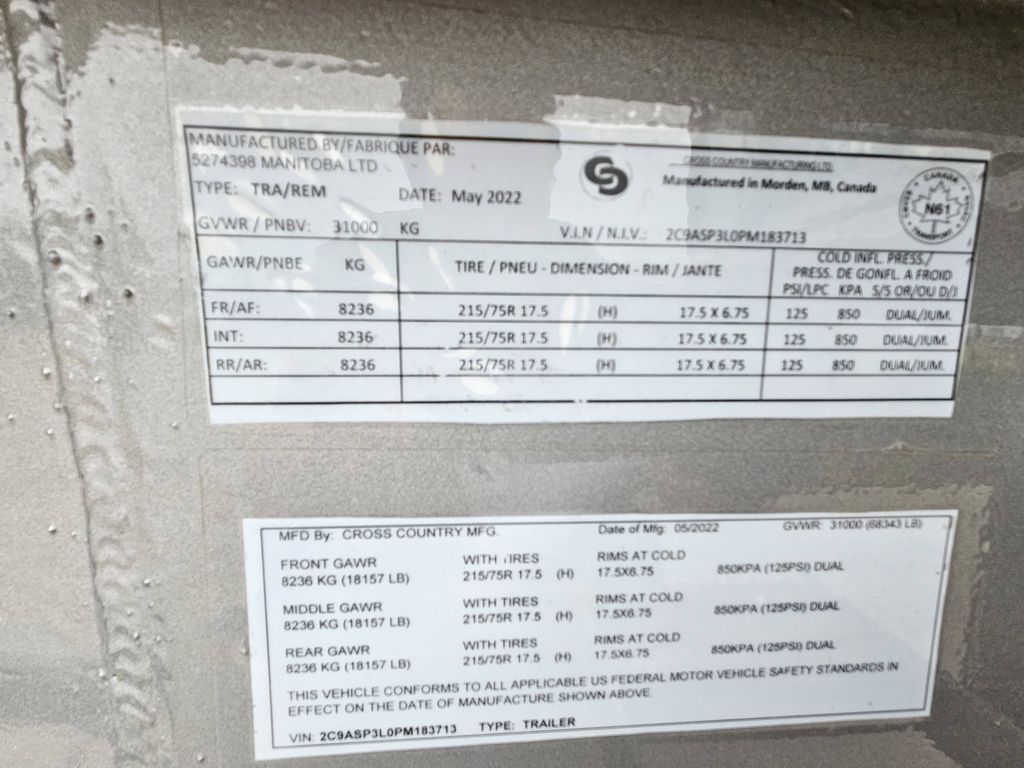 MANUFACTURED BY/FABRIQUE PAR:
5274398 MANITOBA LTD
CROSS COUNTRY MANUFACTURING LTD.
Manufactured in Morden, MB, Canada
TYPE: TRA/REM DATE: May 2022
CANADA
N61
TRANSPORT
GVWR / PNBV: 31000 KG V.I.N / N.I.V.: 2C9ASP3L0PM183713
GAWR/PNBE KG TIRE / PNEU - DIMENSION - RIM / JANTE COLD INFL. PRESS./
PRESS. DE GONFL. A FROID
PSI/LPC KPA S/S OR/OU D/J
FR/AF: 8236 215/75R 17.5 (H) 17.5 X 6.75 125 850 DUAL/JUM.
INT: 8236 215/75R 17.5 (H) 17.5 X 6.75 125 850 DUAL/JUM.
RR/AR: 8236 215/75R 17.5 (H) 17.5 X 6.75 125 850 DUAL/JUM.
MFD By: CROSS COUNTRY MFG. Date of Mfg: 05/2022 GVWR: 31000 (68343 LB)
FRONT GAWR WITH TIRES RIMS AT COLD
8236 KG (18157 LB) 215/75R 17.5 (H) 17.5X6.75 850KPA (125PSI) DUAL
MIDDLE GAWR WITH TIRES RIMS AT COLD
8236 KG (18157 LB) 215/75R 17.5 (H) 17.5X6.75 850KPA (125PSI) DUAL
REAR GAWR WITH TIRES RIMS AT COLD
8236 KG (18157 LB) 215/75R 17.5 (H) 17.5X6.75 850KPA (125PSI) DUAL
THIS VEHICLE CONFORMS TO ALL APPLICABLE US FEDERAL MOTOR VEHICLE SAFETY STANDARDS IN
EFFECT ON THE DATE OF MANUFACTURE SHOWN ABOVE.
VIN: 2C9ASP3L0PM183713 TYPE: TRAILER